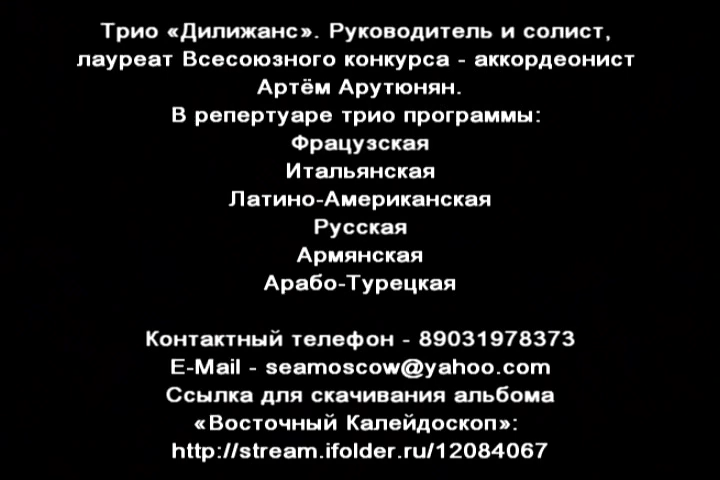 Трио «Дилижанс». Руководитель и солист,
лауреат Всесоюзного конкурса - аккордеонист
Артём Арутюнян.
В репертуаре трио программы:
Фрацузская
Итальянская
Латино-Американская
Русская
Армянская
Арабо-Турецкая
Контактный телефон - 89031978373
E-Mail - seamoscow@yahoo.com
Ссылка для скачивания альбома
«Восточный Калейдоскоп»:
http://stream.ifolder.ru/12084067